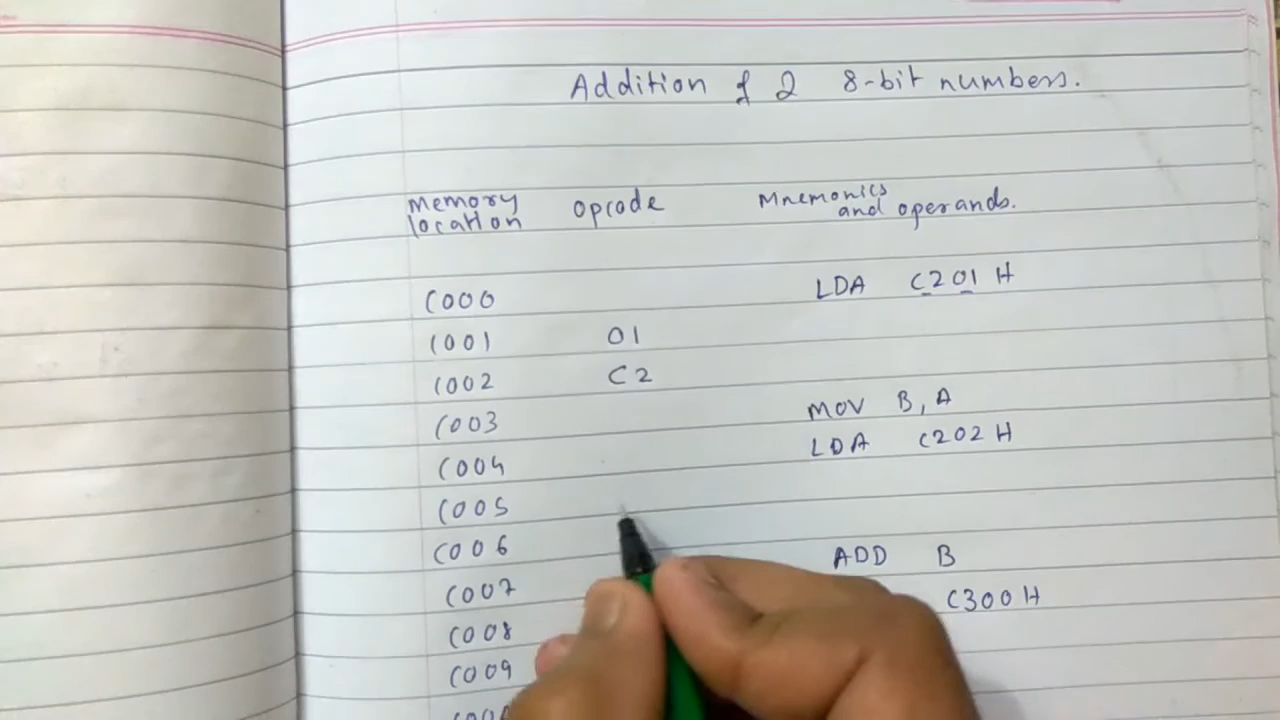 Addition of 2 8-bit numbers.
Memory location opcode Mnemonics and operands.
C000 LDA C201 H
C001 01
C002 C2
C003 MOV B, A
C004 LDA C202 H
C005
C006
C007 ADD B
C008 C300 H
C009
C00A